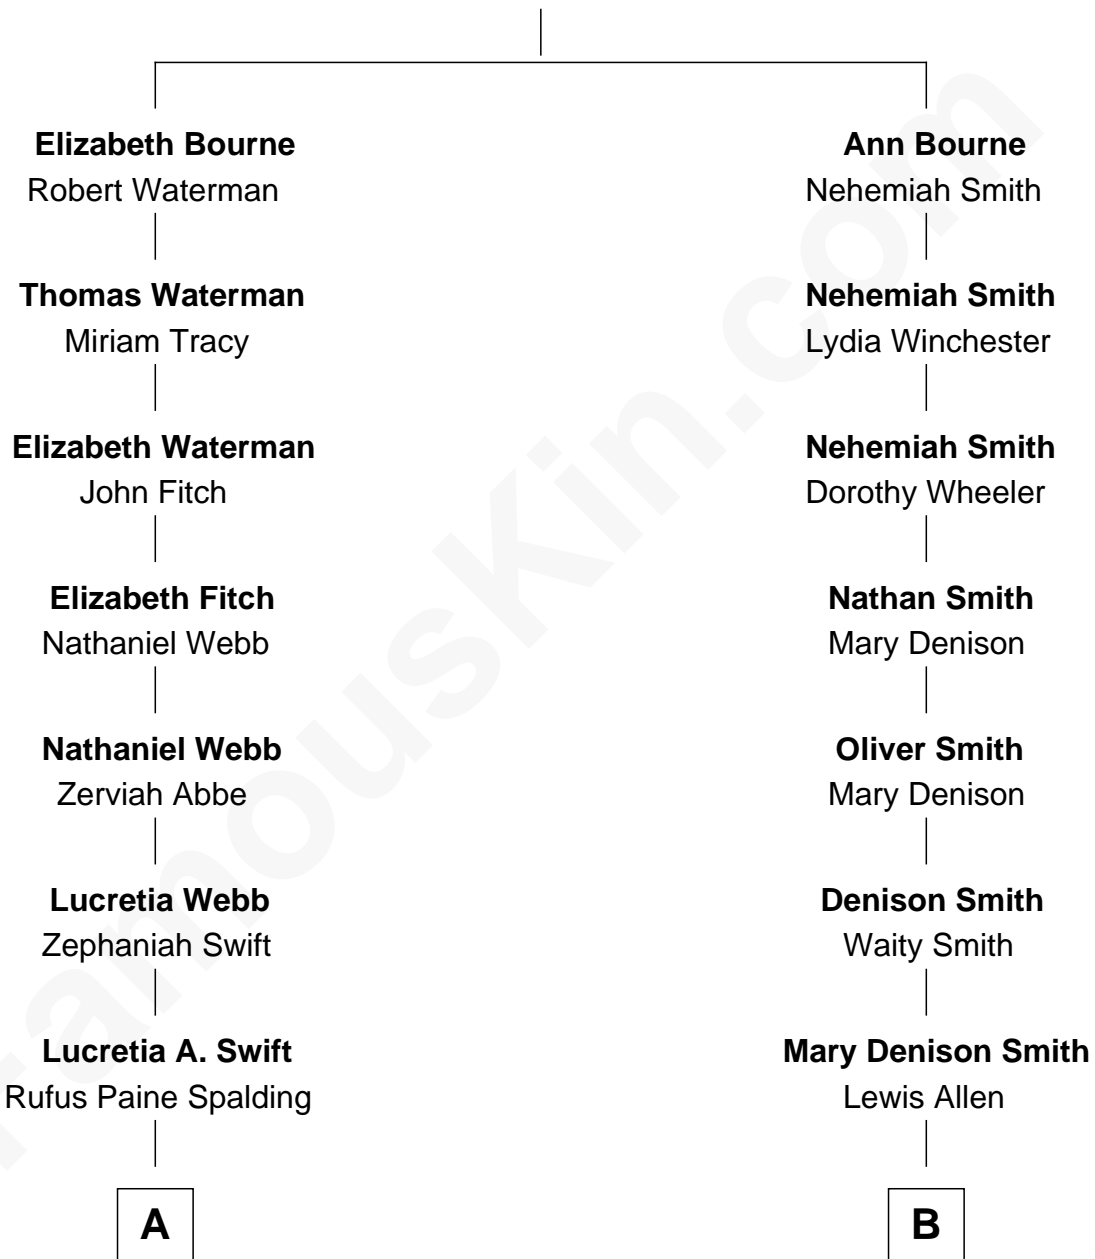 Elizabeth Bourne
Robert Waterman
Thomas Waterman
Miriam Tracy
Elizabeth Waterman
John Fitch
Elizabeth Fitch
Nathaniel Webb
Nathaniel Webb
Zerviah Abbe
Lucretia Webb
Zephaniah Swift
Lucretia A. Swift
Rufus Paine Spalding
A
Ann Bourne
Nehemiah Smith
Nehemiah Smith
Lydia Winchester
Nehemiah Smith
Dorothy Wheeler
Nathan Smith
Mary Denison
Oliver Smith
Mary Denison
Denison Smith
Waity Smith
Mary Denison Smith
Lewis Allen
B
FamousKin.com